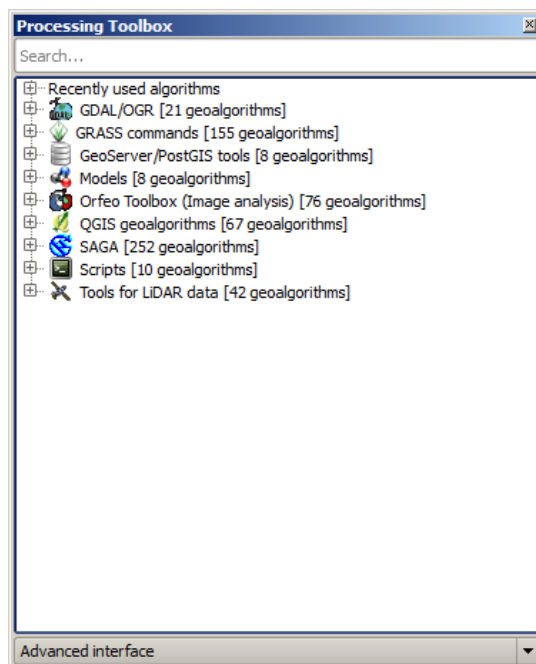 Processing Toolbox
Search...
Recently used algorithms
GDAL/OGR [21 geoalgorithms]
GRASS commands [155 geoalgorithms]
GeoServer/PostGIS tools [8 geoalgorithms]
Models [8 geoalgorithms]
Orfeo Toolbox (Image analysis) [76 geoalgorithms]
QGIS geoalgorithms [67 geoalgorithms]
SAGA [252 geoalgorithms]
Scripts [10 geoalgorithms]
Tools for LiDAR data [42 geoalgorithms]
Advanced interface